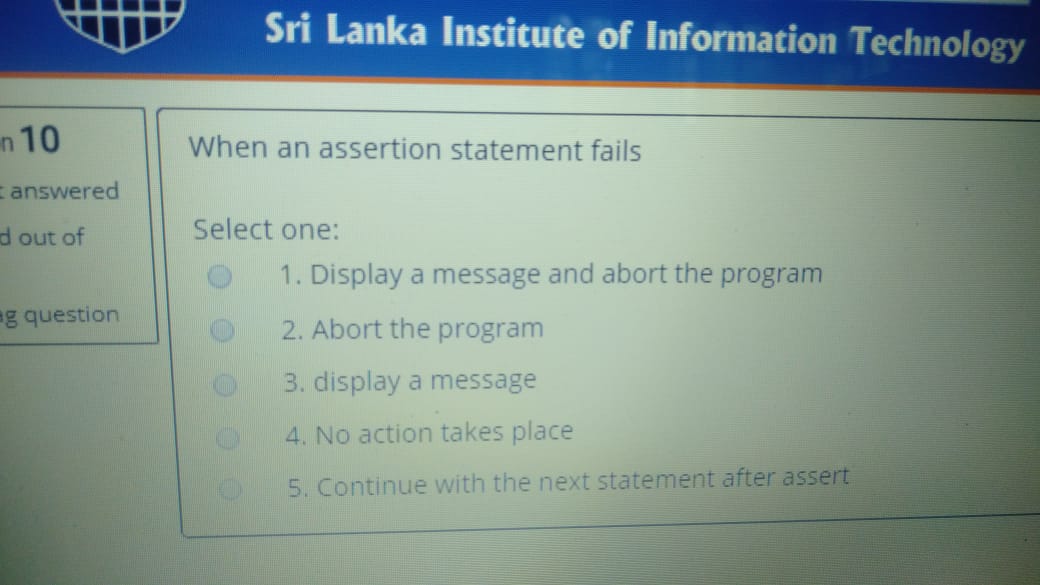 Sri Lanka Institute of Information Technology
10
answered
out of
question
When an assertion statement fails
Select one:
1. Display a message and abort the program
2. Abort the program
3. display a message
4. No action takes place
5. Continue with the next statement after assert